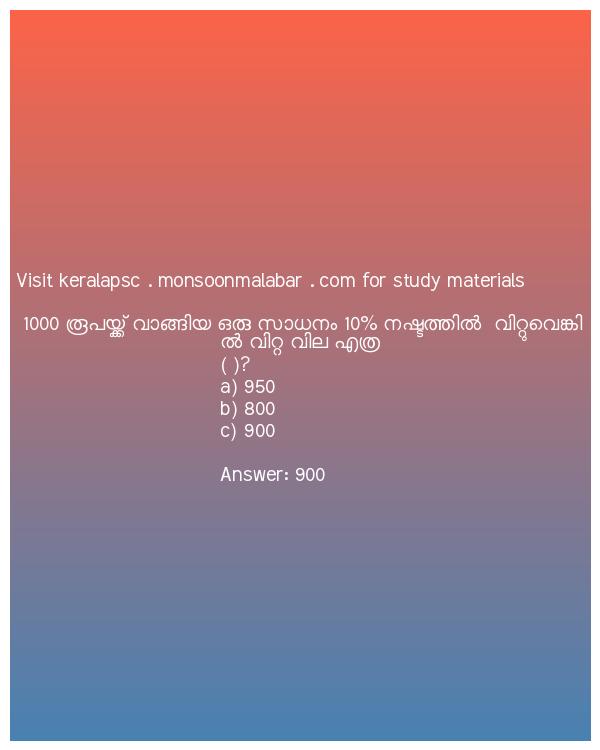 Visit keralapsc . monsoonmalabar . com for study materials
1000 രൂപയ്ക്ക് വാങ്ങിയ ഒരു സാധനം 10% നഷ്ടത്തിൽ വിറ്റുവെങ്കി
ൽ വിറ്റ വില എത്ര
( )?
a) 950
b) 800
c) 900
Answer: 900